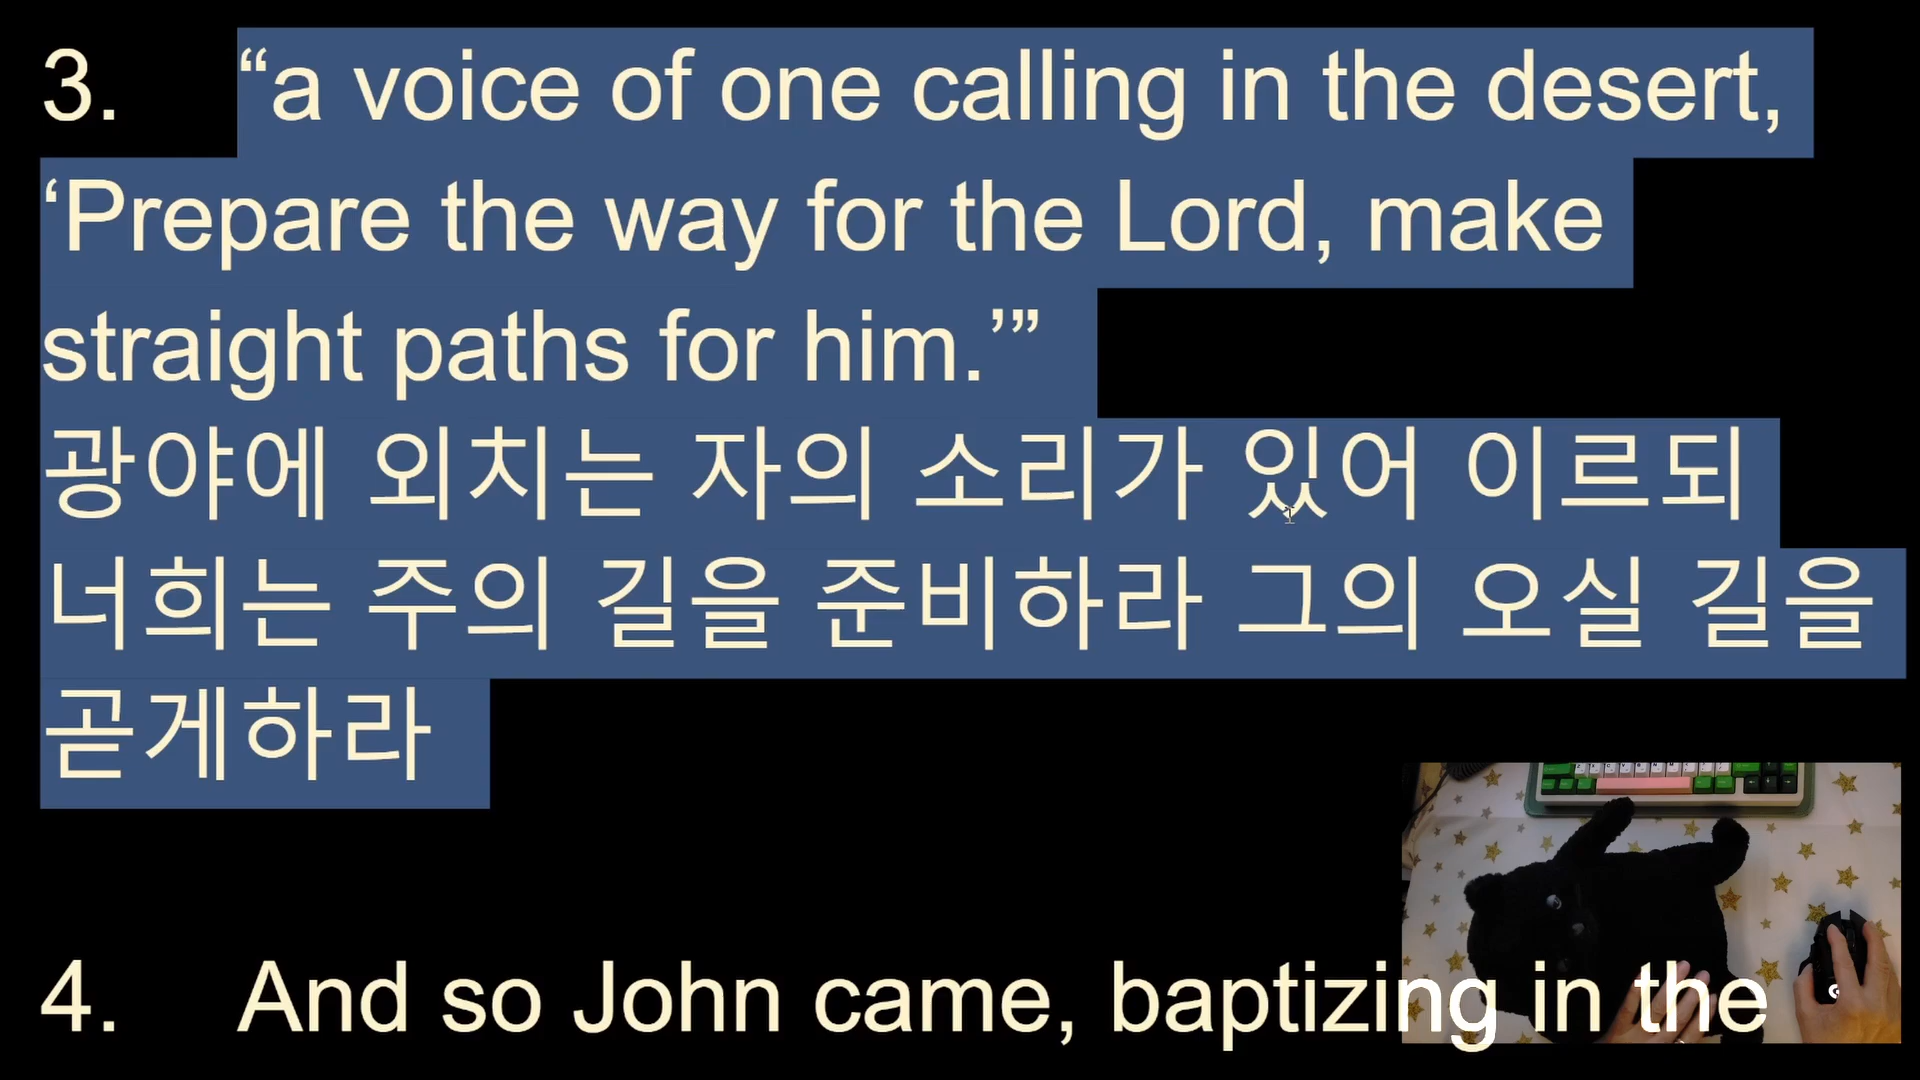 3. “a voice of one calling in the desert,
‘Prepare the way for the Lord, make
straight paths for him.’”
광야에 외치는 자의 소리가 있어 이르되
너희는 주의 길을 준비하라 그의 오실 길을
곧게하라
4. And so John came, baptizing in the